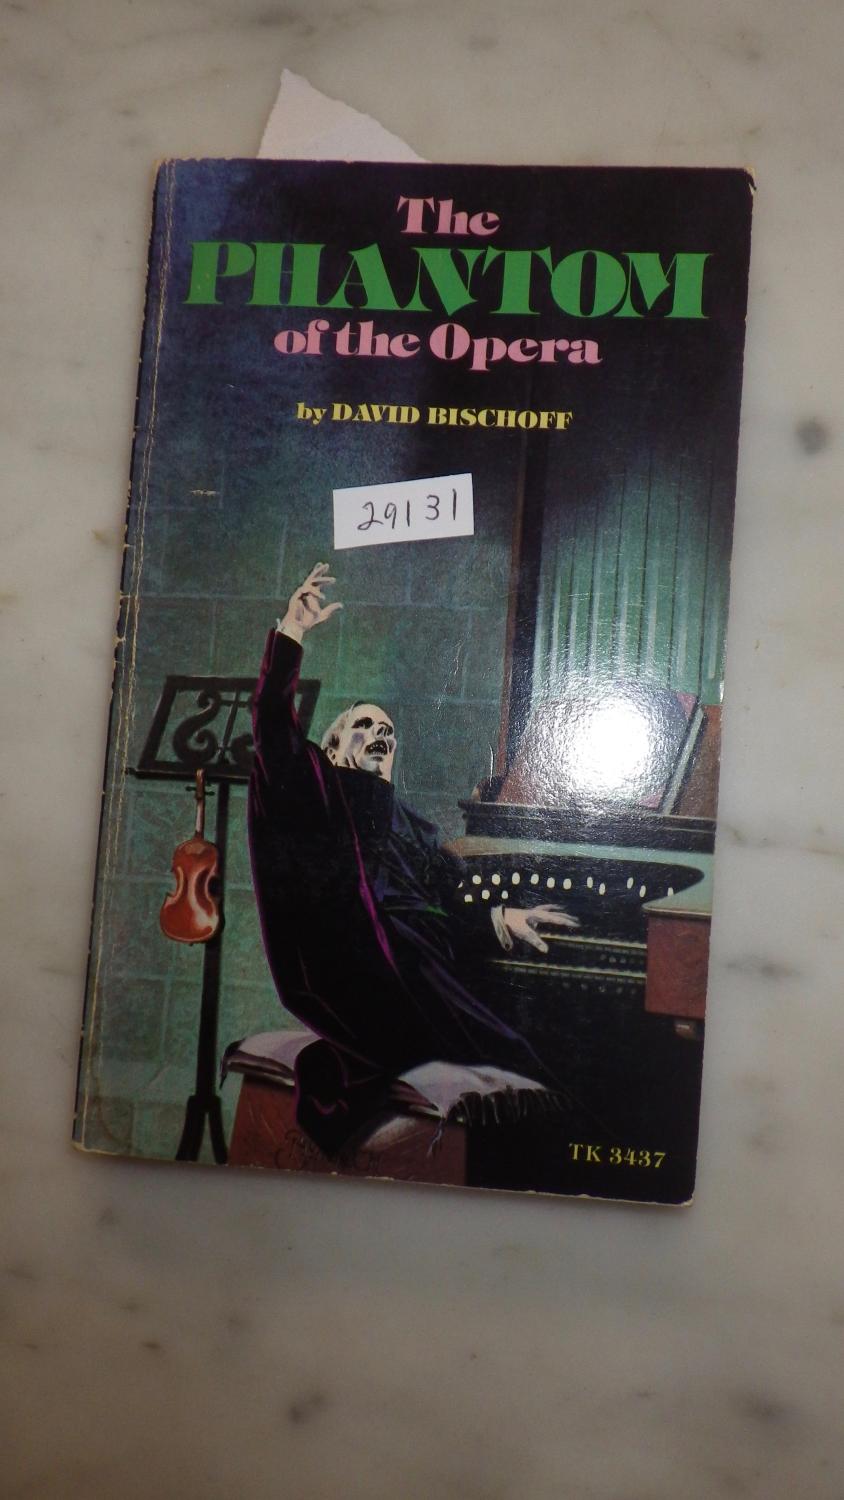 The
PHANTOM
of the Opera
by DAVID BISCHOFF
29131
TK 3437